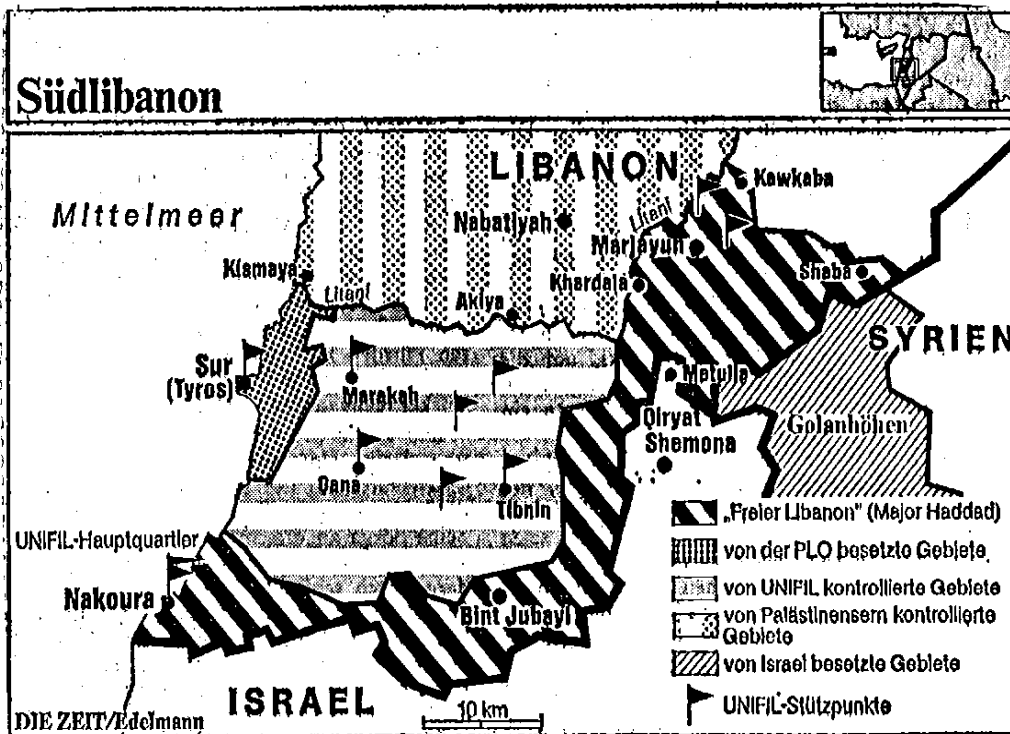 Südlibanon
LIBANON
Kawkaba
Mittelmeer
Nabatiyah
Litani
Marjayun
Klamaya
Khardala
Shaba
Litani
Akiya
SYRIEN
Sur
(Tyros)
Marakah
Metulla
Qiryat
Shemona
Golanhöhen
Qana
Tibnin
„Freier Libanon" (Major Haddad)
UNIFIL-Hauptquartier
von der PLO besetzte Gebiete
von UNIFIL kontrollierte Gebiete
Nakoura
Bint Jubayl
von Palästinensern kontrollierte
Gebiete
von Israel besetzte Gebiete
ISRAEL
10 km
UNIFIL-Stützpunkte
DIE ZEIT/Edelmann